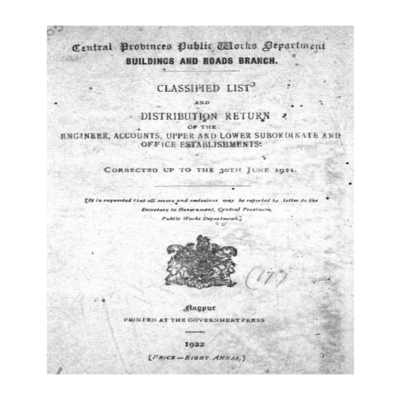 Central Provinces Public Works Department
BUILDINGS AND ROADS BRANCH.
CLASSIFIED LIST
AND
DISTRIBUTION RETURN
OF THE
ENGINEER, ACCOUNTS, UPPER AND LOWER SUBORDINATE AND
OFFICE ESTABLISHMENTS.
CORRECTED UP TO THE 30TH JUNE 1922.
[It is requested that all errors and omissions may be reported by letter to the
Secretary to Government, Central Provinces,
Public Works Department.]
(17)
Nagpur
PRINTED AT THE GOVERNMENT PRESS
1922
[PRICE—EIGHT ANNAS,]